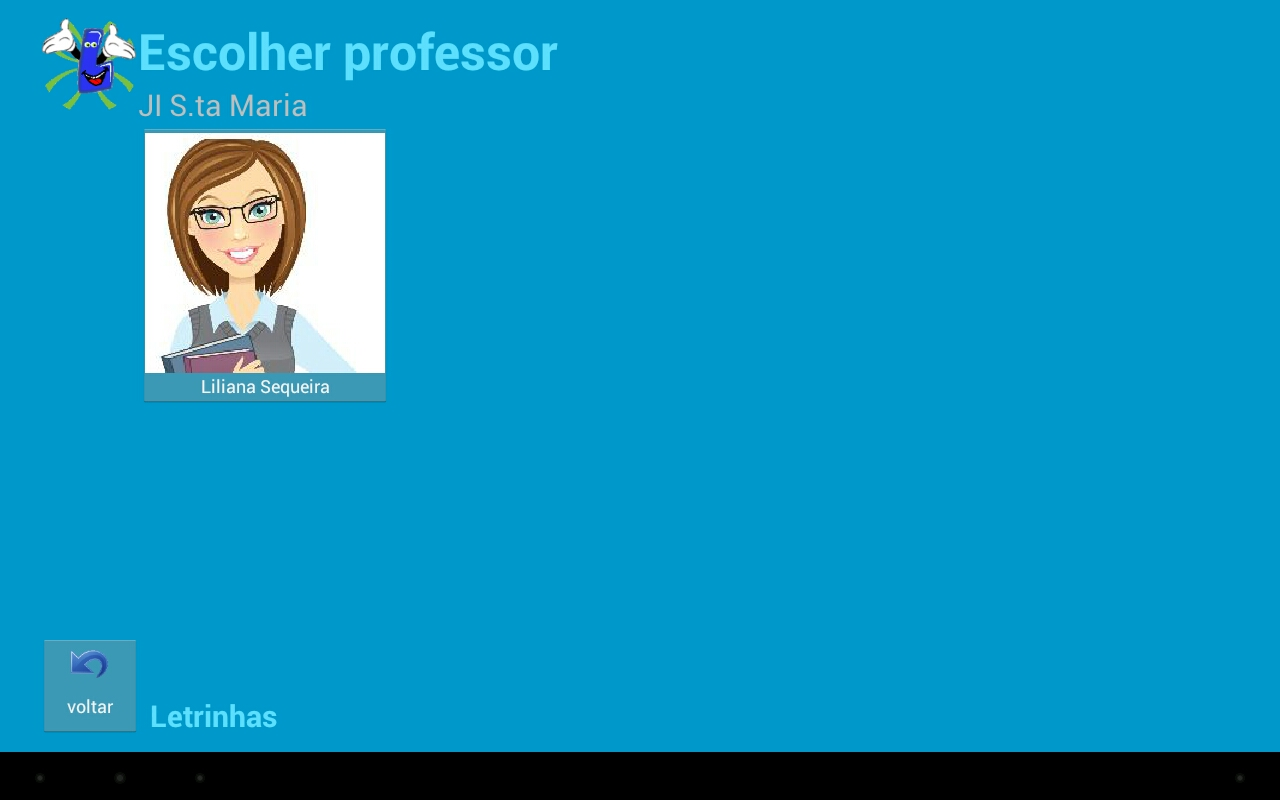 Escolher professor
JI S.ta Maria
Liliana Sequeira
voltar
Letrinhas